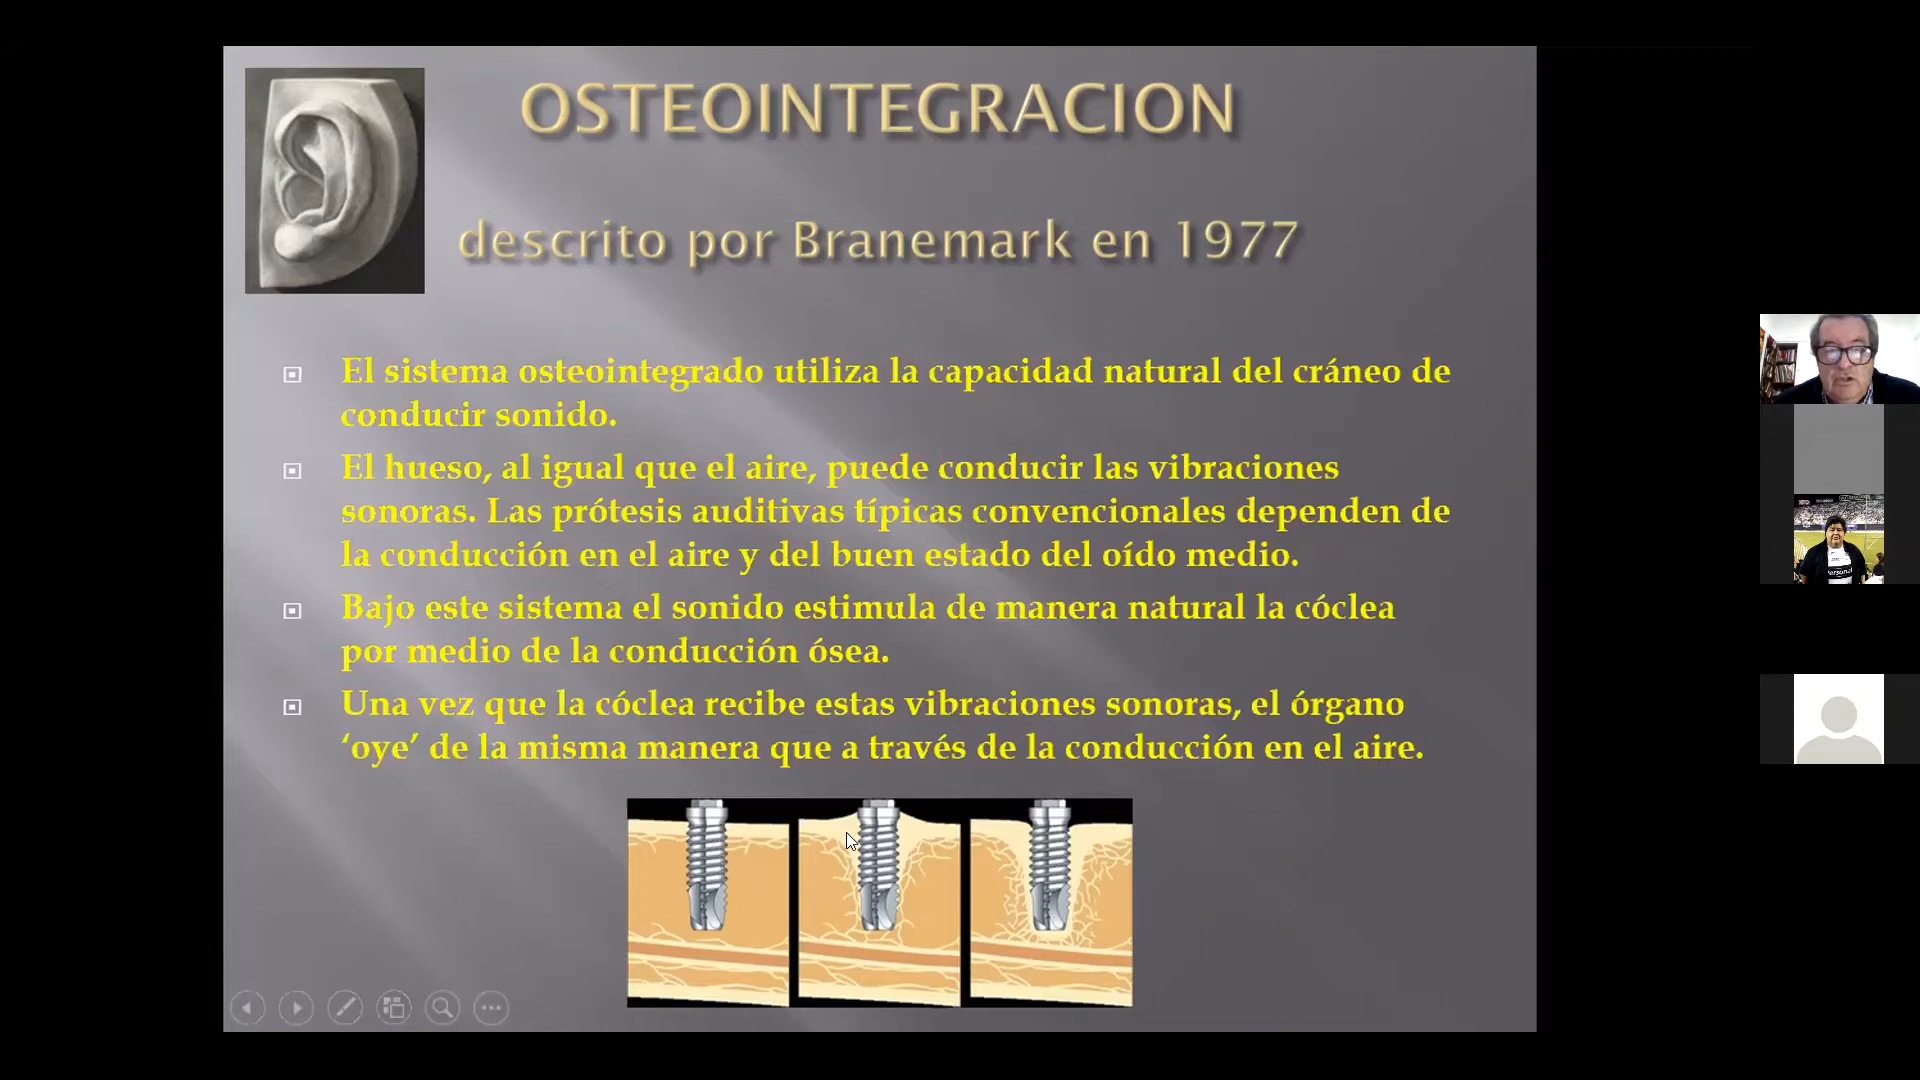 OSTEOINTEGRACION
descrito por Branemark en 1977
El sistema osteointegrado utiliza la capacidad natural del cráneo de
conducir sonido.
El hueso, al igual que el aire, puede conducir las vibraciones
sonoras. Las prótesis auditivas típicas convencionales dependen de
la conducción en el aire y del buen estado del oído medio.
Bajo este sistema el sonido estimula de manera natural la cóclea
por medio de la conducción ósea.
Una vez que la cóclea recibe estas vibraciones sonoras, el órgano
‘oye’ de la misma manera que a través de la conducción en el aire.